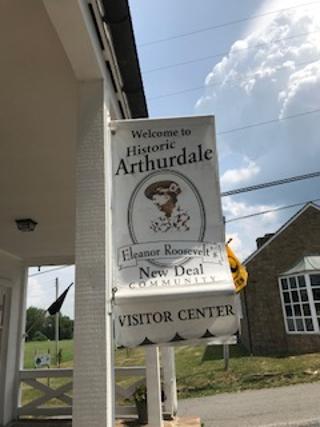 Welcome to
Historic
Arthurdale
Eleanor Roosevelt's
New Deal
COMMUNITY
VISITOR CENTER